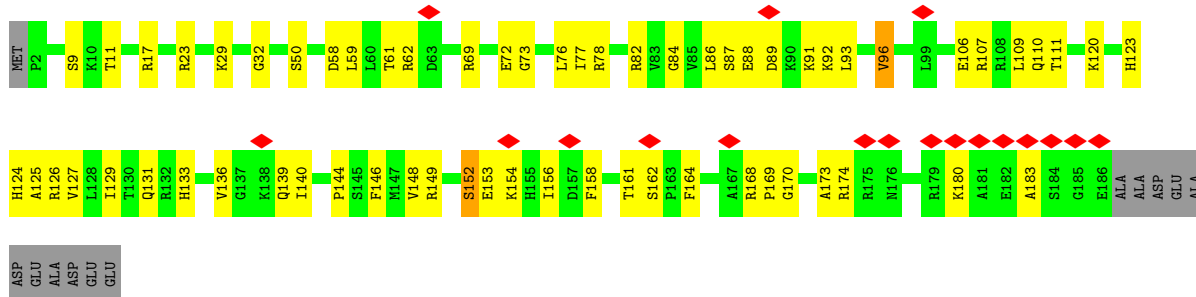 MET P2 S9 K10 T11 R17 R23 K29 G32 S50 D58 L59 L60 T61 R62 D63 R69 E72 G73 L76 I77 R78 R82 V83 G84 V85 L86 S87 E88 D89 K90 K91 K92 L93 V96 L99 E106 R107 R108 L109 Q110 T111 K120 H123
H124 A125 R126 V127 L128 I129 T130 Q131 R132 H133 V136 G137 K138 Q139 I140 P144 S145 F146 M147 V148 R149 S152 E153 K154 H155 I156 D157 F158 T161 S162 P163 F164 A167 R168 P169 G170 A173 R174 R175 N176 R179 K180 A181 E182 A183 S184 G185 E186 ALA ALA ASP GLU ALA
ASP GLU ALA ASP GLU GLU